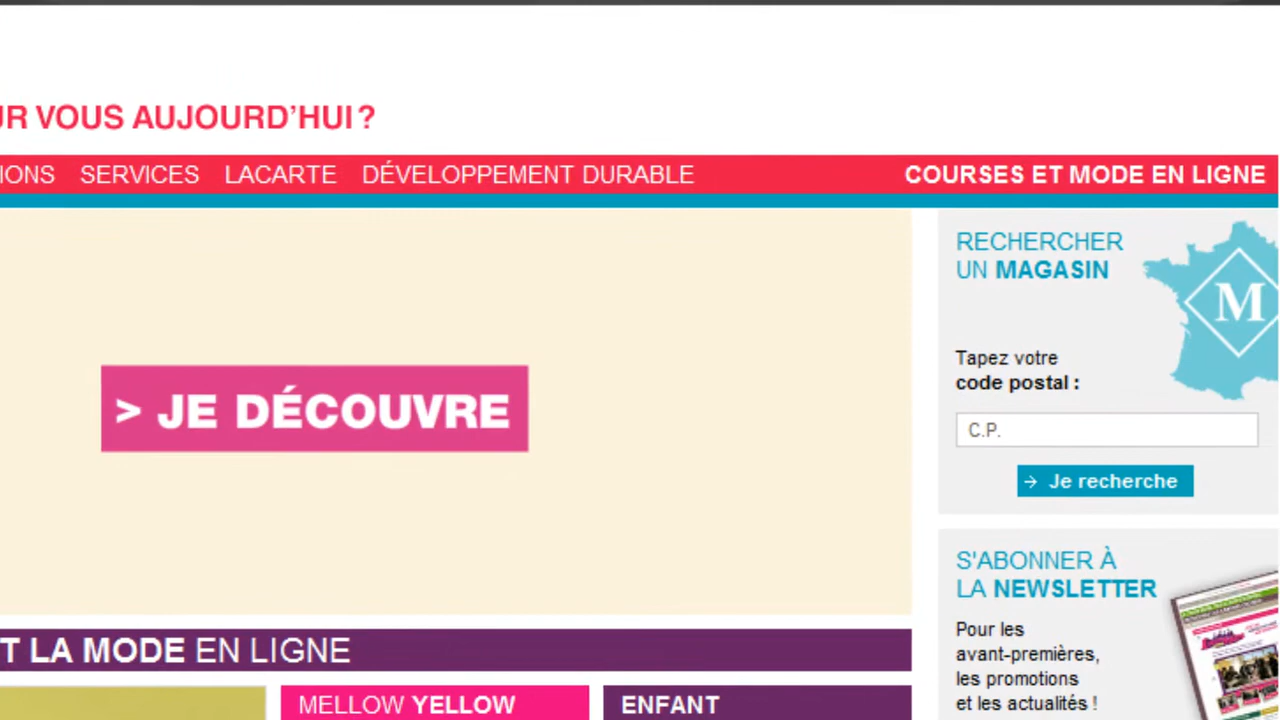 UR VOUS AUJOURD'HUI ?
IONS SERVICES LACARTE DÉVELOPPEMENT DURABLE COURSES ET MODE EN LIGNE
RECHERCHER
UN MAGASIN
M
Tapez votre
code postal :
C.P.
> JE DÉCOUVRE
→ Je recherche
S'ABONNER À
LA NEWSLETTER
Pour les
avant-premières,
les promotions
et les actualités !
T LA MODE EN LIGNE
MELLOW YELLOW
ENFANT